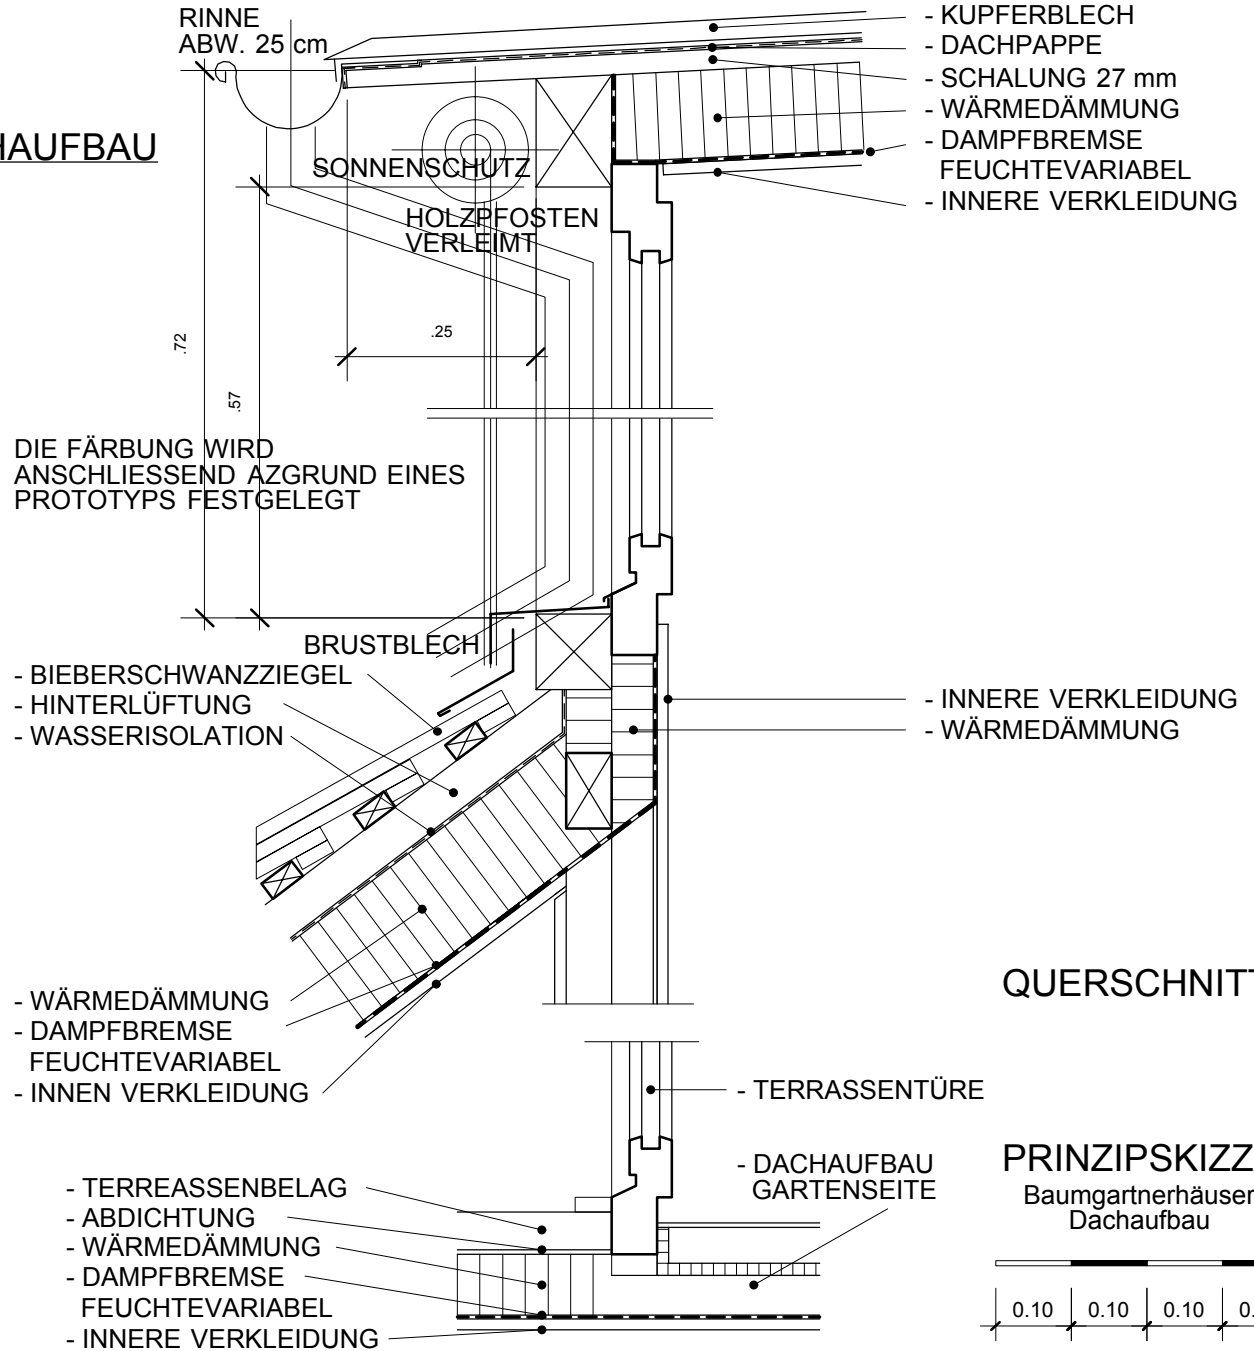 RINNE
ABW. 25 cm
HAUFBAU
- KUPFERBLECH
- DACHPAPPE
- SCHALUNG 27 mm
- WÄRMEDÄMMUNG
- DAMPFBREMSE
FEUCHTEVARIABEL
- INNERE VERKLEIDUNG
SONNENSCHUTZ
HOLZPFOSTEN
VERLEIMT
.72
.57
.25
DIE FÄRBUNG WIRD
ANSCHLIESSEND AZGRUND EINES
PROTOTYPS FESTGELEGT
BRUSTBLECH
- BIEBERSCHWANZZIEGEL
- HINTERLÜFTUNG
- WASSERISOLATION
- INNERE VERKLEIDUNG
- WÄRMEDÄMMUNG
- WÄRMEDÄMMUNG
- DAMPFBREMSE
FEUCHTEVARIABEL
- INNEN VERKLEIDUNG
QUERSCHNITT
- TERRASSENTÜRE
- DACHAUFBAU
GARTENSEITE
- TERREASSENBELAG
- ABDICHTUNG
- WÄRMEDÄMMUNG
- DAMPFBREMSE
FEUCHTEVARIABEL
- INNERE VERKLEIDUNG
PRINZIPSKIZZ
Baumgartnerhäuser
Dachaufbau
0.10 0.10 0.10 0.